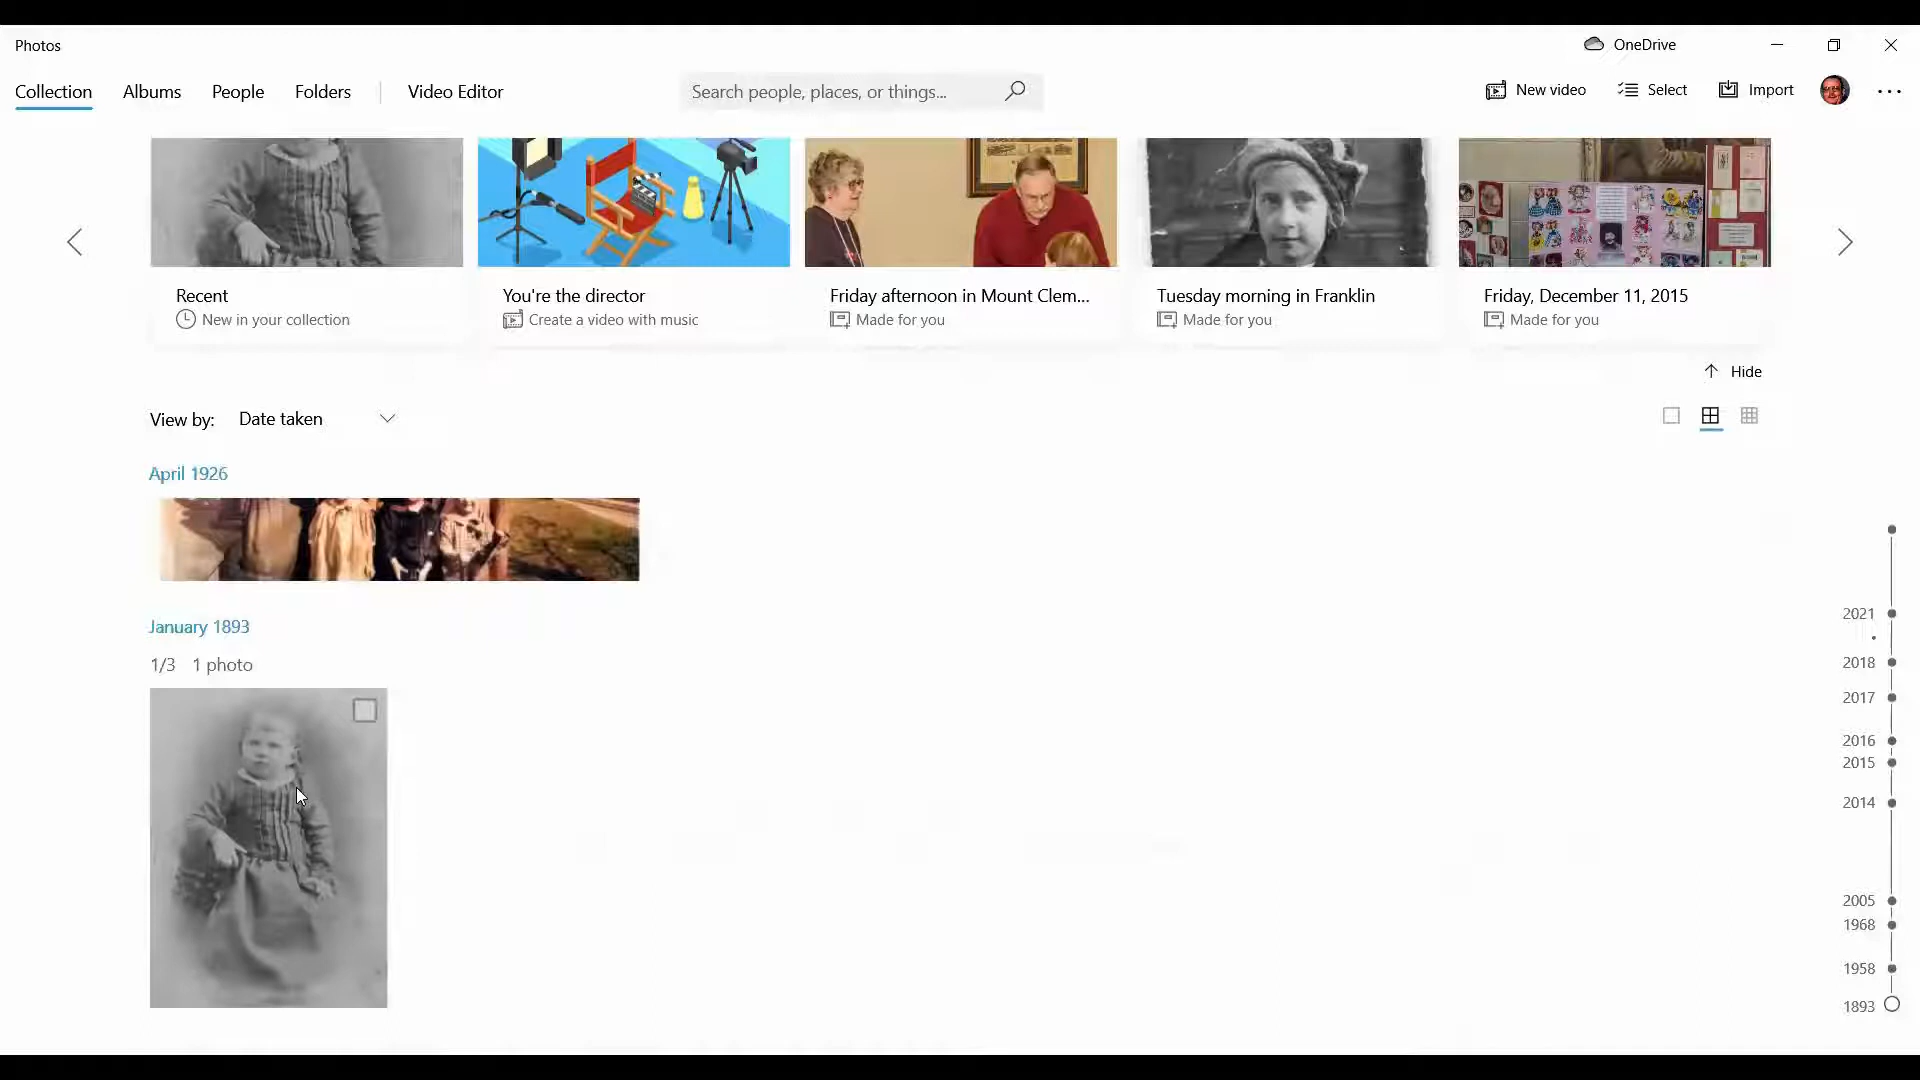 Photos
OneDrive
Collection
Albums
People
Folders
Video Editor
Search people, places, or things...
New video
Select
Import
Recent
New in your collection
You're the director
Create a video with music
Friday afternoon in Mount Clem...
Made for you
Tuesday morning in Franklin
Made for you
Friday, December 11, 2015
Made for you
Hide
View by: Date taken
April 1926
January 1893
1/3 1 photo
2021
2018
2017
2016
2015
2014
2005
1968
1958
1893